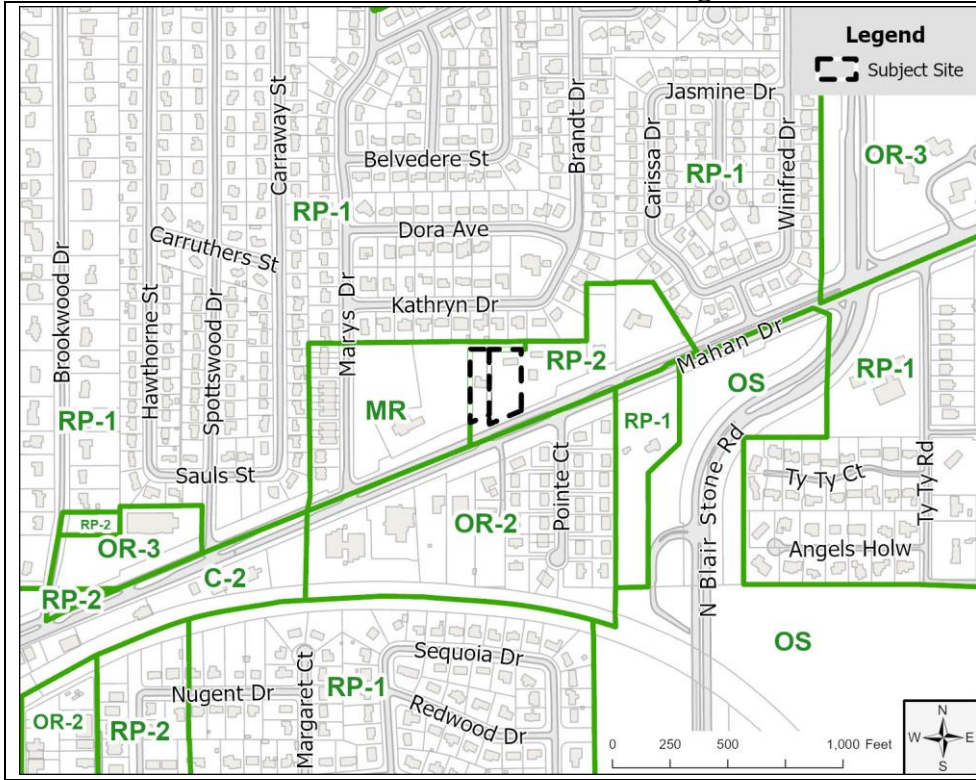 Legend
Subject Site
Jasmine Dr
OR-3
Carraway St
Brandt Dr
Belvedere St
Carissa Dr
RP-1
Winifred Dr
RP-1
Dora Ave
Carruthers St
Brookwood Dr
Kathryn Dr
Hawthorne St
Spottswood Dr
Marys Dr
Mahan Dr
RP-2
OS
RP-1
MR
RP-1
RP-1
Sauls St
Pointe Ct
N Blair Stone Rd
Ty Ty Ct
Ty Ty Rd
RP-2
OR-3
OR-2
Angels Holw
C-2
RP-2
OS
Sequoia Dr
Nugent Dr
Margaret Ct
RP-1
Redwood Dr
OR-2
RP-2
0 250 500 1,000 Feet
N
W E
S